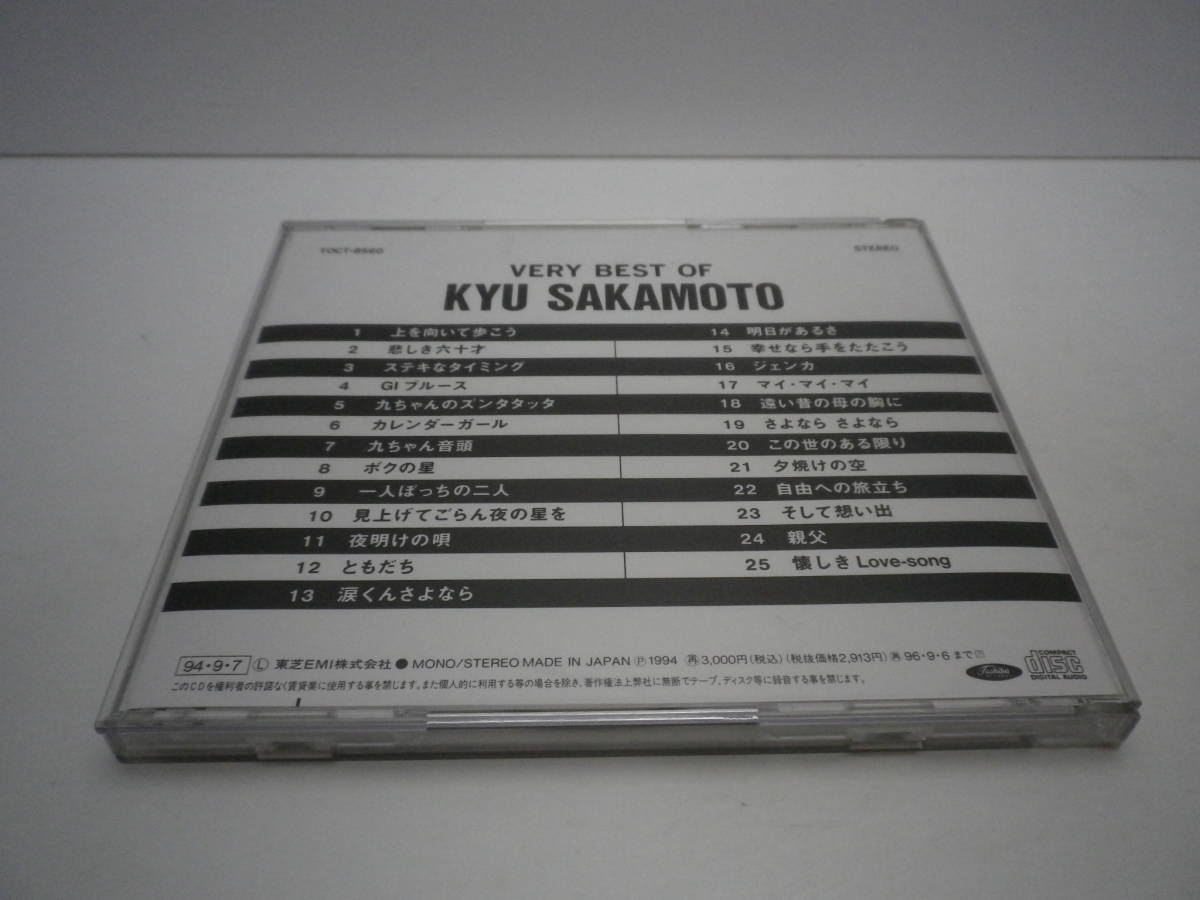 TOCT-8560
STEREO
VERY BEST OF
KYU SAKAMOTO
1 上を向いて歩こう
2 悲しき六十才
3 ステキなタイミング
4 GIブルース
5 九ちゃんのズンタタッタ
6 カレンダーガール
7 九ちゃん音頭
8 ボクの星
9 一人ぼっちの二人
10 見上げてごらん夜の星を
11 夜明けの唄
12 ともだち
13 涙くんさよなら
14 明日があるさ
15 幸せなら手をたたこう
16 ジェンカ
17 マイ・マイ・マイ
18 遠い昔の母の胸に
19 さよなら さよなら
20 この世のある限り
21 夕焼けの空
22 自由への旅立ち
23 そして想い出
24 親父
25 懐しき Love-song
94・9・7 Ⓛ 東芝EMI株式会社 ● MONO/STEREO MADE IN JAPAN Ⓟ 1994 ㊢ 3,000円(税込)(税抜価格2,913円) 96・9・6まで
Toshiba
COMPACT
disc
DIGITAL AUDIO
このCDを権利者の許諾なく賃貸業に使用する事を禁じます。また個人的に利用する等の場合を除き、著作権法上弊社に無断でテープ、ディスク等に録音する事を禁じます。